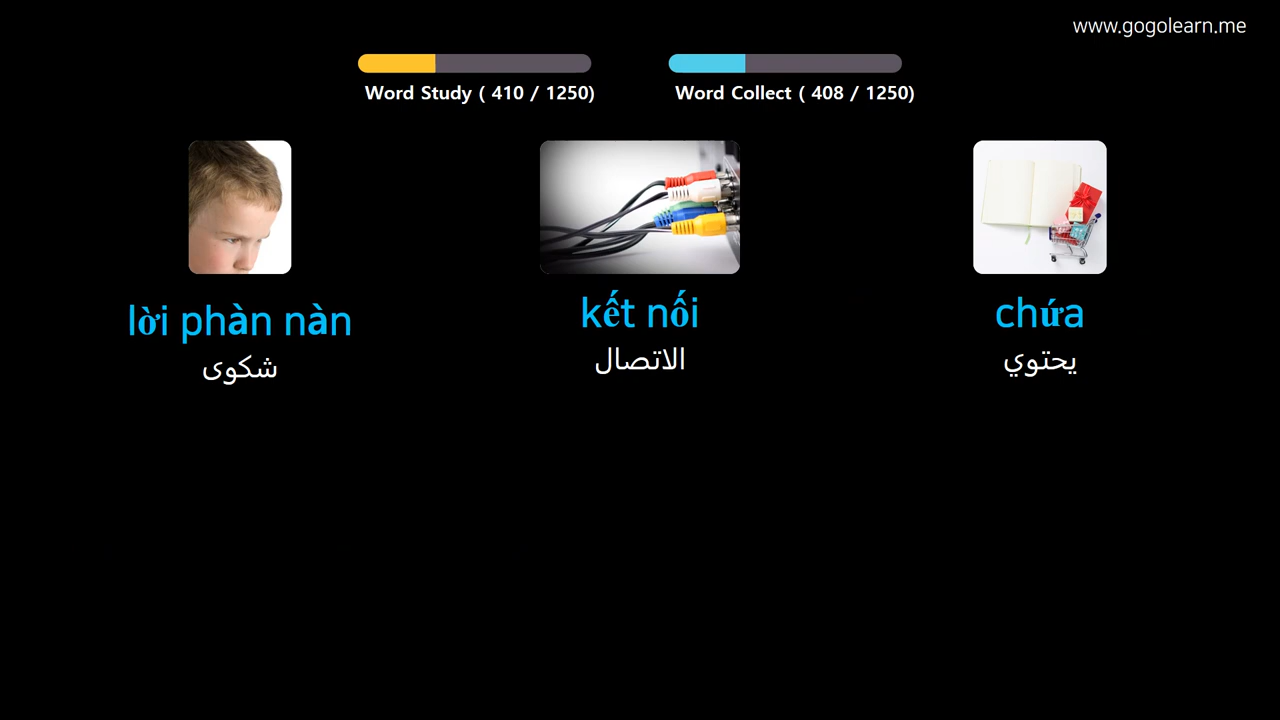 www.gogolearn.me
Word Study ( 410 / 1250)
Word Collect ( 408 / 1250)
lời phàn nàn
شكوى
kết nối
الاتصال
chứa
يحتوي